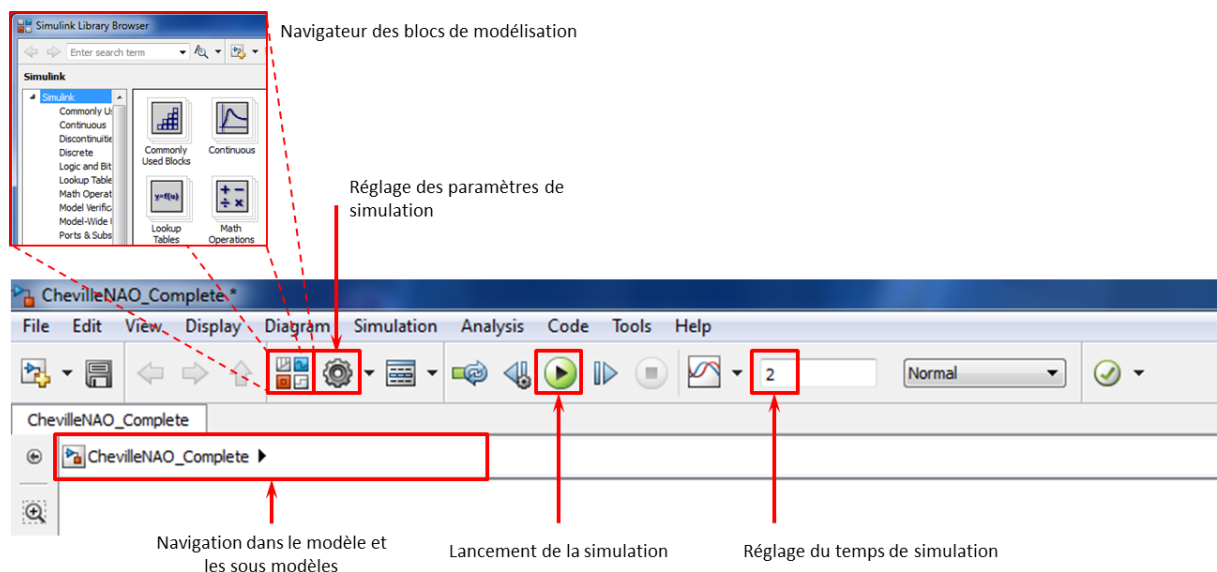 Simulink Library Browser
Navigateur des blocs de modélisation
Enter search term
Simulink
Simulink
Commonly U
Continuous
Discontinuitie
Discrete
Logic and Bit
Lookup Table
Math Operat
Model Verific
Model-Wide
Ports & Subs
Commonly
Used Blocks
Continuous
y=f(u)
Lookup
Tables
Math
Operations
Réglage des paramètres de
simulation
ChevilleNAO_Complete *
File Edit View Display Diagram Simulation Analysis Code Tools Help
2
Normal
ChevilleNAO_Complete
ChevilleNAO_Complete
Navigation dans le modèle et
les sous modèles
Lancement de la simulation
Réglage du temps de simulation